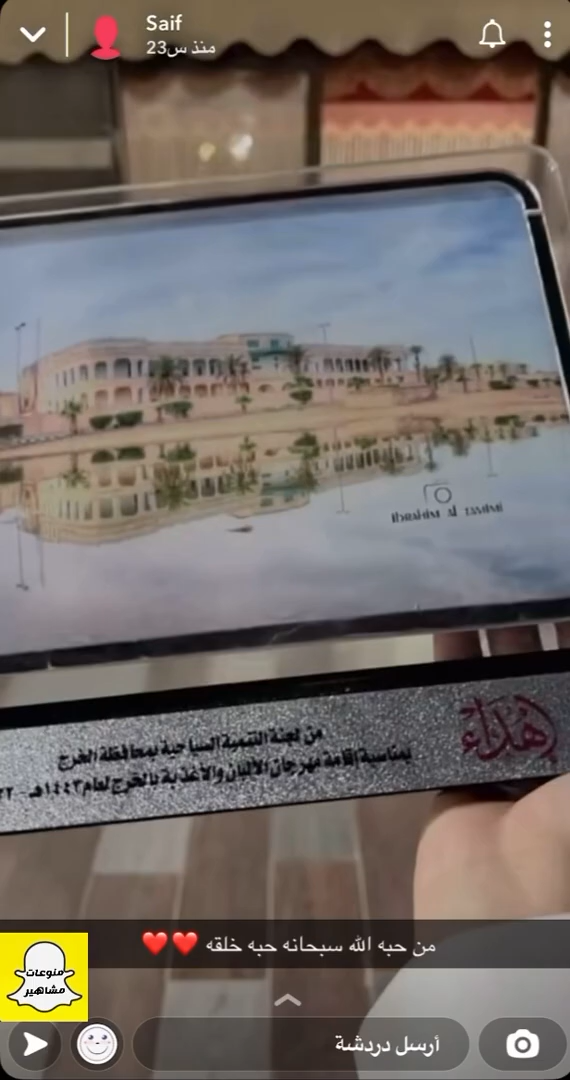 Saif
منذ س23
IBRAHIM Al TAMIMI
إهداء
من لجنة التنمية السياحية بمحافظة الخرج
بمناسبة إقامة مهرجان الألبان والأغذية بالخرج لعام ١٤٤٣هـ -
من حبه الله سبحانه حبه خلقه ❤️❤️
منوعات
مشاهير
أرسل دردشة